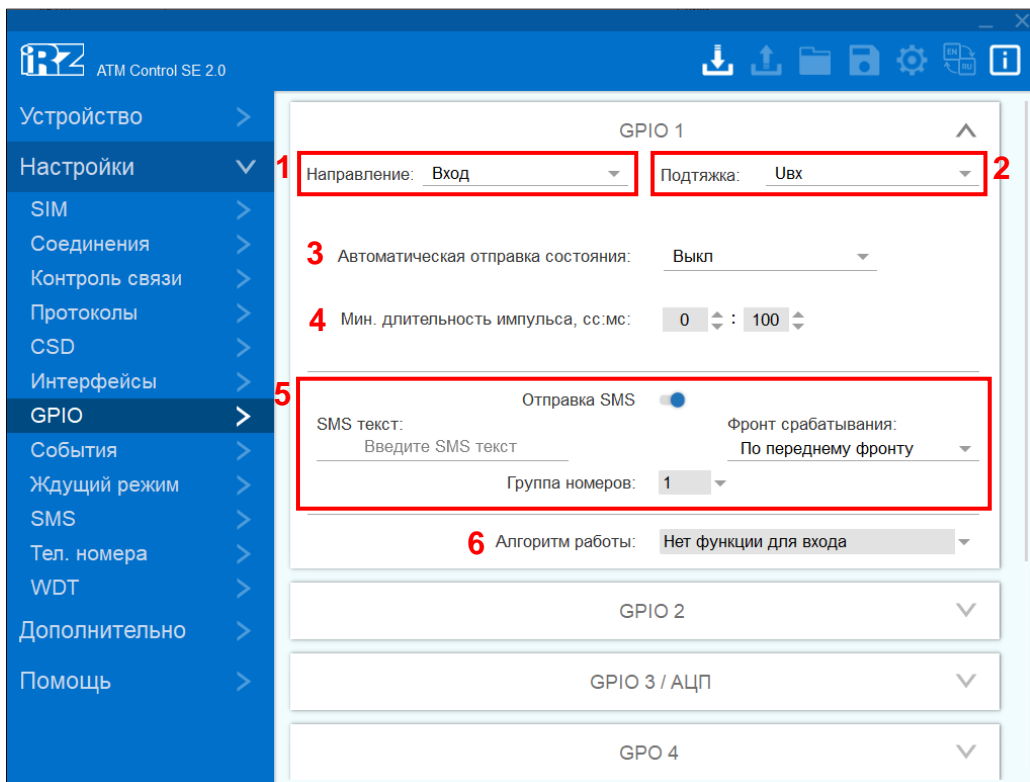 iRZ ATM Control SE 2.0
EN RU
Устройство
Настройки
SIM
Соединения
Контроль связи
Протоколы
CSD
Интерфейсы
GPIO
События
Ждущий режим
SMS
Тел. номера
WDT
Дополнительно
Помощь
GPIO 1
1 Направление: Вход Подтяжка: Uвх 2
3 Автоматическая отправка состояния: Выкл
4 Мин. длительность импульса, сс:мс: 0 : 100
5 Отправка SMS
SMS текст: Фронт срабатывания:
Введите SMS текст По переднему фронту
Группа номеров: 1
6 Алгоритм работы: Нет функции для входа
GPIO 2
GPIO 3 / АЦП
GPO 4